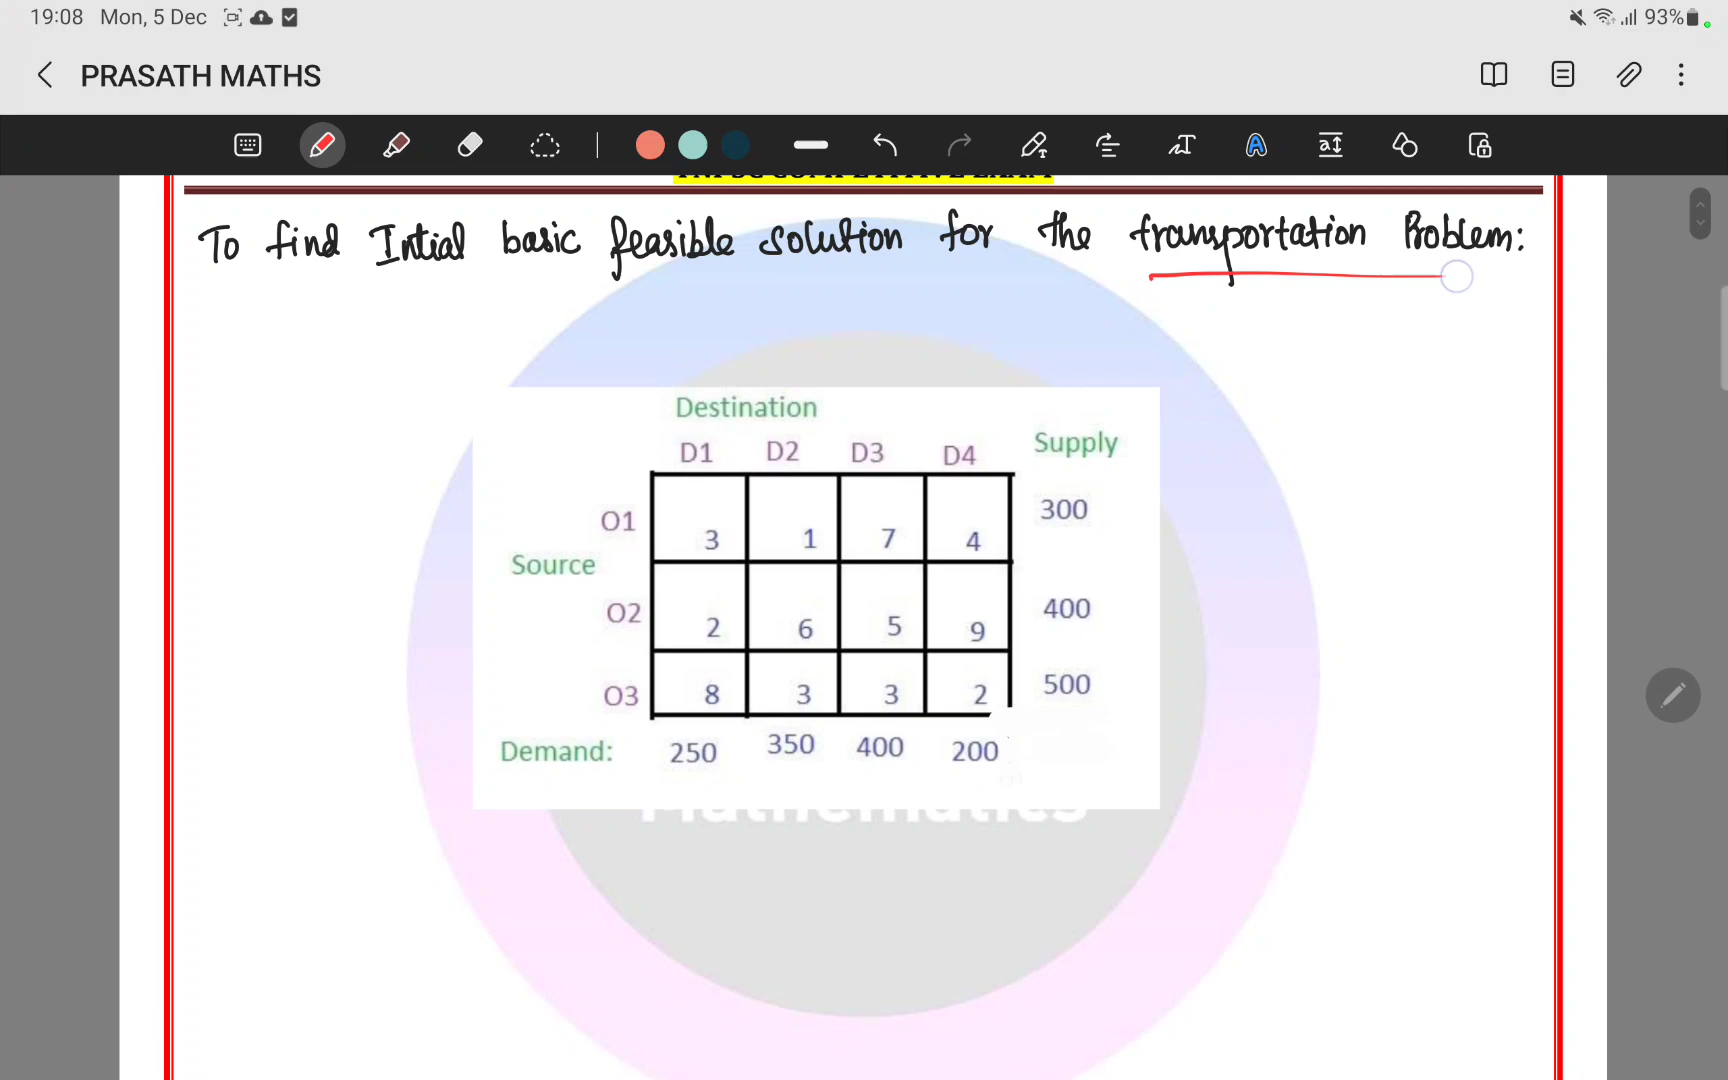 19:08 Mon, 5 Dec 93%
PRASATH MATHS
To find Intial basic feasible solution for the transportation Problem:
Destination
D1 D2 D3 D4 Supply
O1 3 1 7 4 300
Source
O2 2 6 5 9 400
O3 8 3 3 2 500
Demand: 250 350 400 200
Mathematics